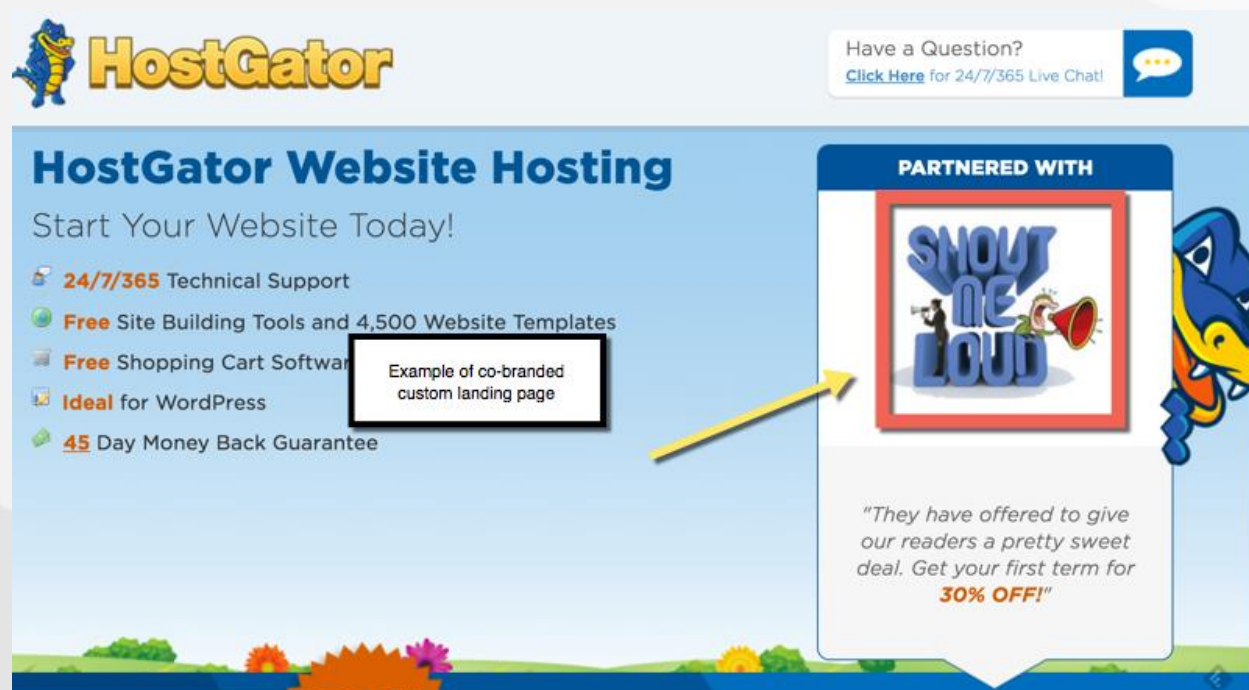 HostGator
Have a Question?
Click Here for 24/7/365 Live Chat!
HostGator Website Hosting
Start Your Website Today!
24/7/365 Technical Support
Free Site Building Tools and 4,500 Website Templates
Free Shopping Cart Softwar
Ideal for WordPress
45 Day Money Back Guarantee
Example of co-branded
custom landing page
PARTNERED WITH
SHOUT
ME
LOUD
"They have offered to give
our readers a pretty sweet
deal. Get your first term for
30% OFF!"